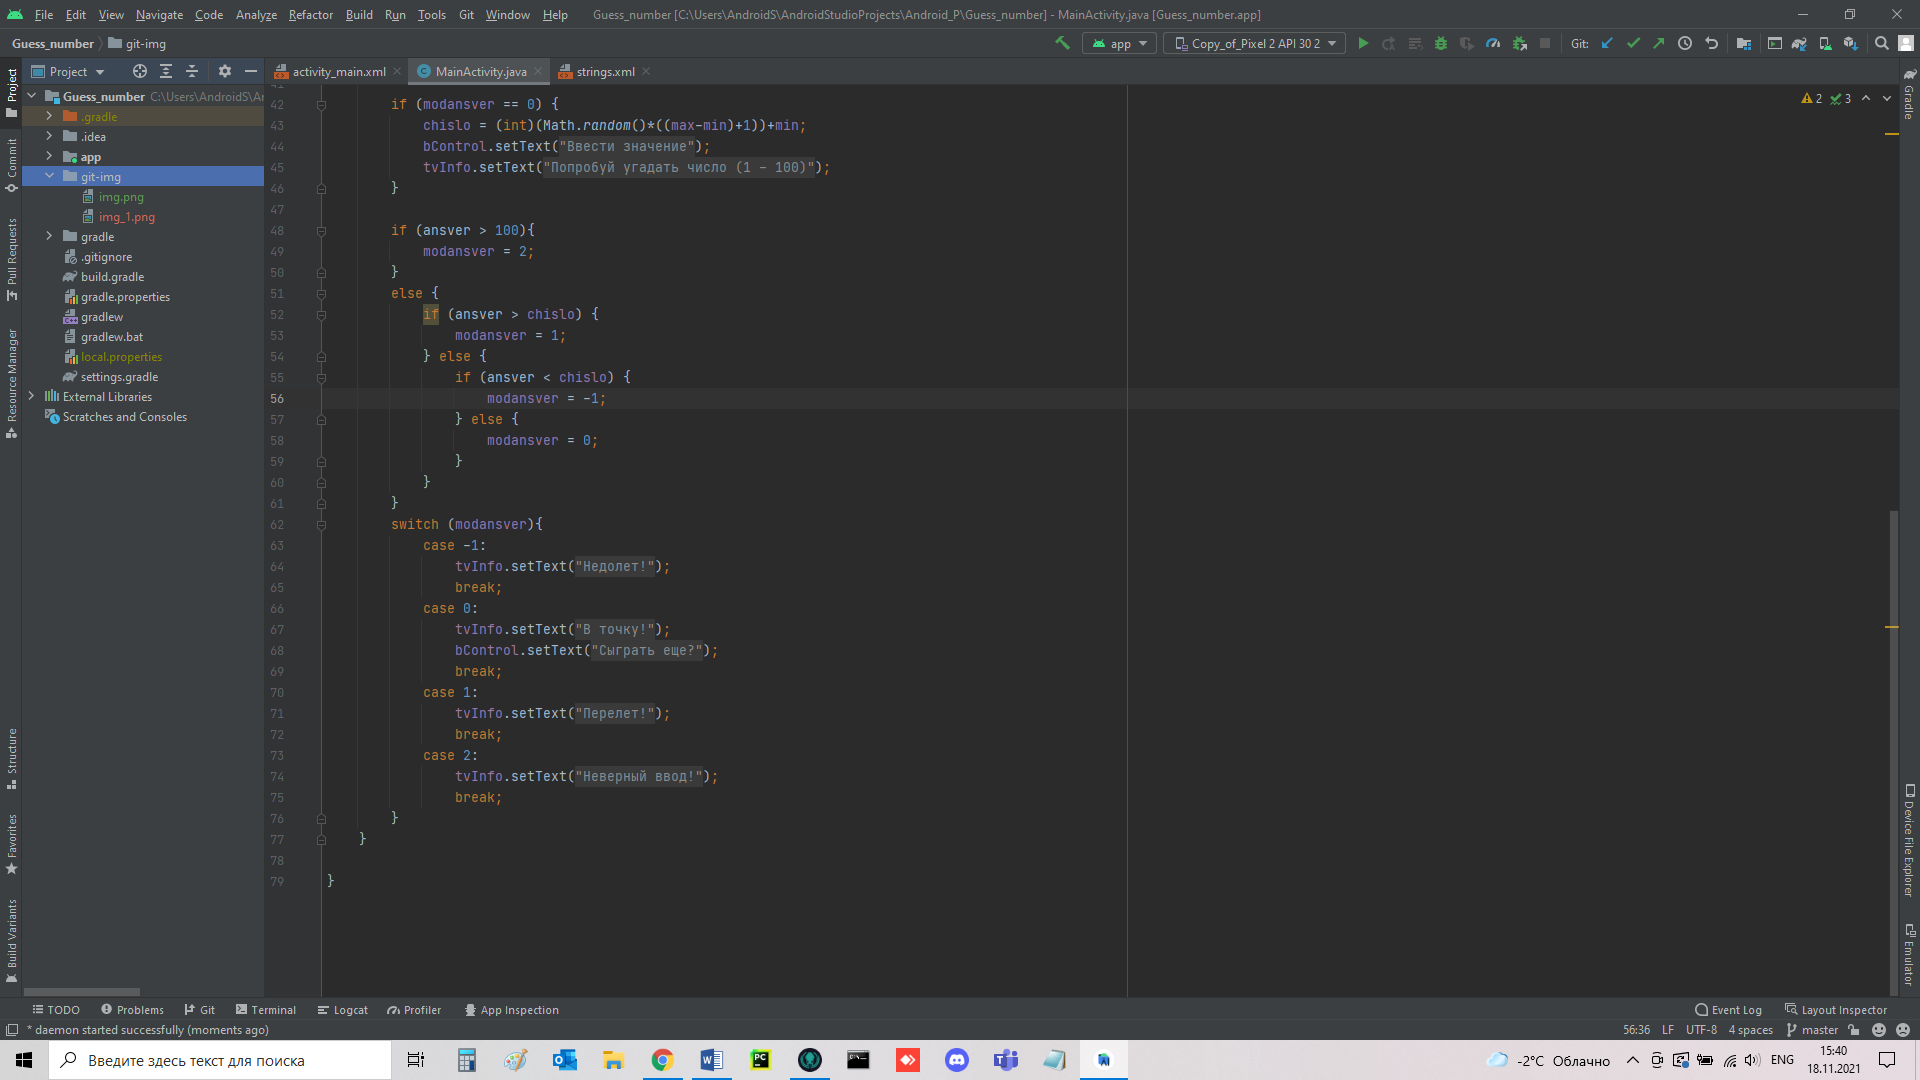 File Edit View Navigate Code Analyze Refactor Build Run Tools Git Window Help Guess_number [C:\Users\AndroidS\AndroidStudioProjects\Android_P\Guess_number] - MainActivity.java [Guess_number.app]
Guess_number git-img app Copy_of_Pixel 2 API 30 2 Git:
Project activity_main.xml MainActivity.java strings.xml
Guess_number C:\Users\AndroidS\Ar
.gradle
.idea
app
git-img
img.png
img_1.png
gradle
.gitignore
build.gradle
gradle.properties
gradlew
gradlew.bat
local.properties
settings.gradle
External Libraries
Scratches and Consoles
Project
Commit
Pull Requests
Resource Manager
Structure
Favorites
Build Variants
2 3
41
42 if (modansver == 0) {
43 chislo = (int)(Math.random()*((max-min)+1))+min;
44 bControl.setText("Ввести значение");
45 tvInfo.setText("Попробуй угадать число (1 - 100)");
46 }
47
48 if (ansver > 100){
49 modansver = 2;
50 }
51 else {
52 if (ansver > chislo) {
53 modansver = 1;
54 } else {
55 if (ansver < chislo) {
56 modansver = -1;
57 } else {
58 modansver = 0;
59 }
60 }
61 }
62 switch (modansver){
63 case -1:
64 tvInfo.setText("Недолет!");
65 break;
66 case 0:
67 tvInfo.setText("В точку!");
68 bControl.setText("Сыграть еще?");
69 break;
70 case 1:
71 tvInfo.setText("Перелет!");
72 break;
73 case 2:
74 tvInfo.setText("Неверный ввод!");
75 break;
76 }
77 }
78
79 }
Gradle
Device File Explorer
Emulator
TODO Problems Git Terminal Logcat Profiler App Inspection Event Log Layout Inspector
* daemon started successfully (moments ago) 56:36 LF UTF-8 4 spaces master
Введите здесь текст для поиска -2°C Облачно ENG 15:40
18.11.2021